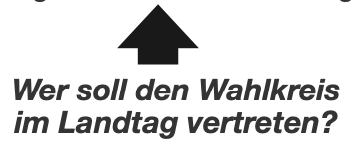 Wer soll den Wahlkreis
im Landtag vertreten?